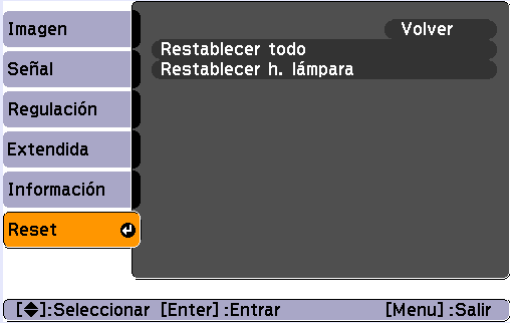 Imagen
Señal
Regulación
Extendida
Información
Reset
Volver
Restablecer todo
Restablecer h. lámpara
[◆]:Seleccionar [Enter]:Entrar [Menu]:Salir